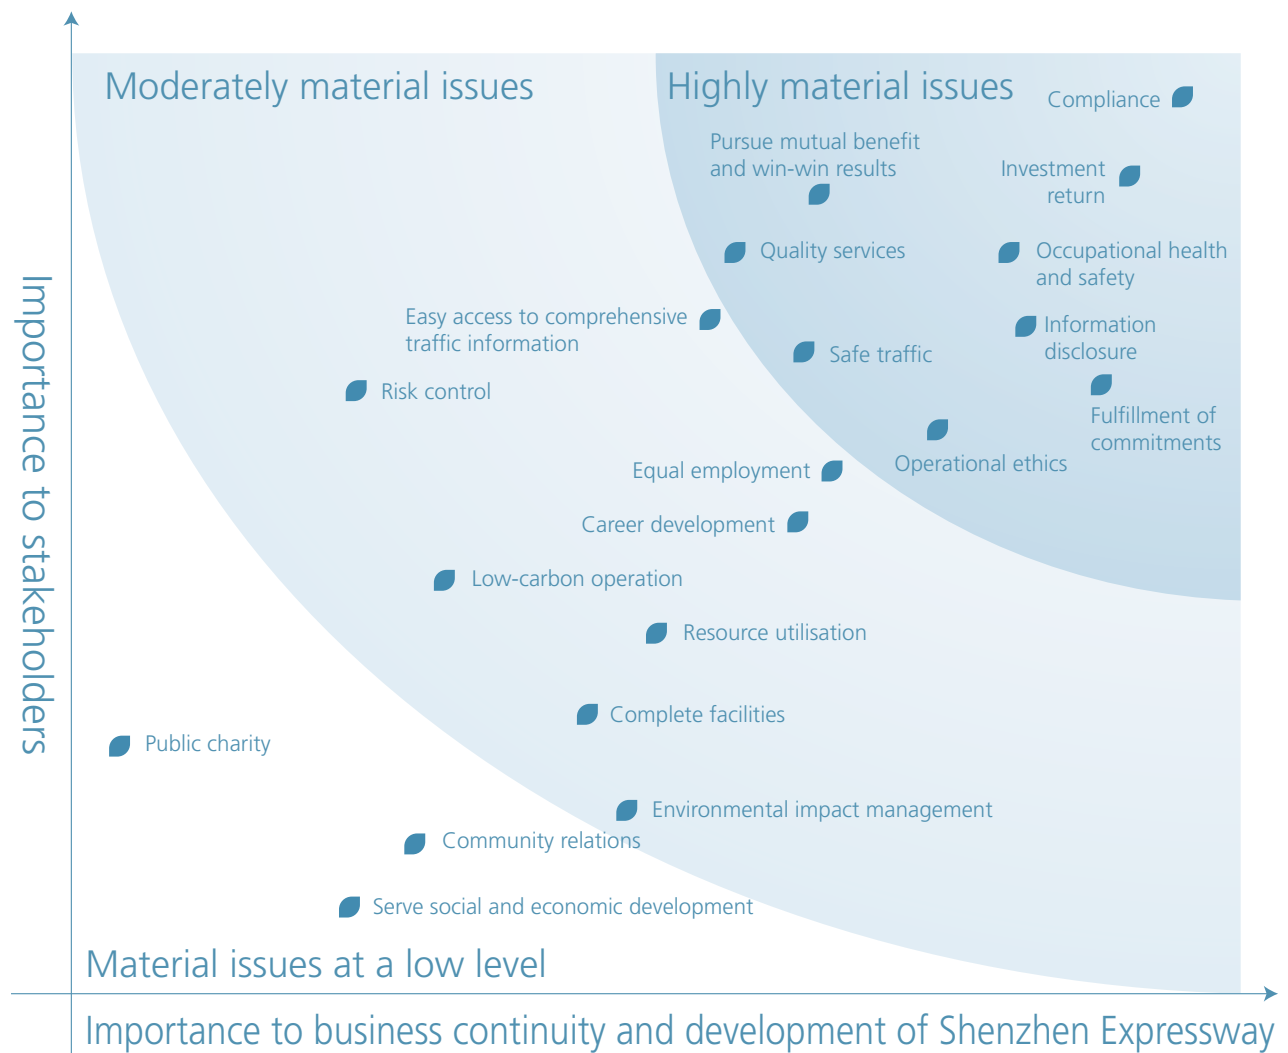 Moderately material issues
Highly material issues
Compliance
Pursue mutual benefit
and win-win results
Investment
return
Quality services
Occupational health
and safety
Easy access to comprehensive
traffic information
Information
disclosure
Safe traffic
Risk control
Fulfillment of
commitments
Operational ethics
Equal employment
Career development
Low-carbon operation
Resource utilisation
Complete facilities
Public charity
Environmental impact management
Community relations
Serve social and economic development
Material issues at a low level
Importance to stakeholders
Importance to business continuity and development of Shenzhen Expressway